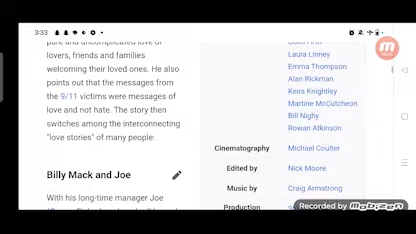 3:33
pure and uncomplicated love of
lovers, friends and families
welcoming their loved ones. He also
points out that the messages from
the 9/11 victims were messages of
love and not hate. The story then
switches among the interconnecting
"love stories" of many people:
Billy Mack and Joe
With his long-time manager Joe
Colin Firth
Laura Linney
Emma Thompson
Alan Rickman
Keira Knightley
Martine McCutcheon
Bill Nighy
Rowan Atkinson
Cinematography Michael Coulter
Edited by Nick Moore
Music by Craig Armstrong
Production
Recorded by Mobizen